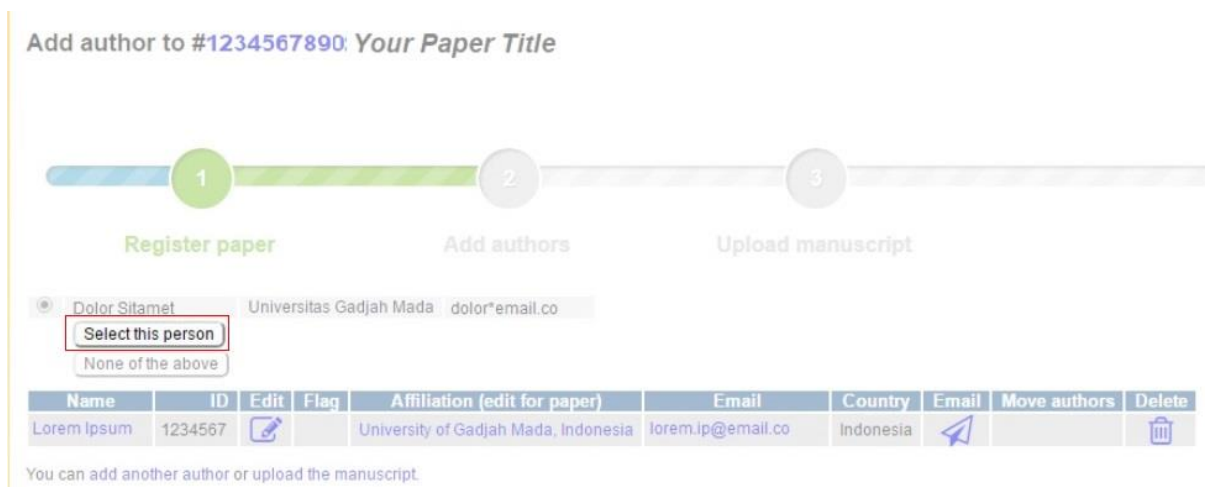 Add author to #1234567890: Your Paper Title
1 2 3
Register paper Add authors Upload manuscript
Dolor Sitamet Universitas Gadjah Mada dolor*email.co
Select this person
None of the above
Name ID Edit Flag Affiliation (edit for paper) Email Country Email Move authors Delete
Lorem Ipsum 1234567 University of Gadjah Mada, Indonesia lorem.ip@email.co Indonesia
You can add another author or upload the manuscript.